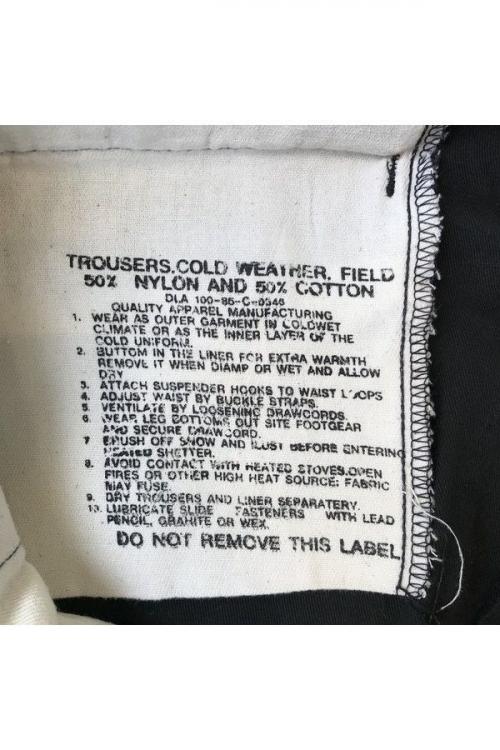 TROUSERS.COLD WEATHER. FIELD
50% NYLON AND 50% COTTON
DLA 100-86-C-0346
QUALITY APPAREL MANUFACTURING
1. WEAR AS OUTER GARMENT IN COLDWET
CLIMATE OR AS THE INNER LAYER OF THE
COLD UNIFORM.
2. BUTTOM IN THE LINER FOR EXTRA WARMTH
REMOVE IT WHEN DIAMP OR WET AND ALLOW
DRY
3. ATTACH SUSPENDER HOOKS TO WAIST LOOPS
4. ADJUST WAIST BY BUCKLE STRAPS.
5. VENTILATE BY LOOSENING DRAWCORDS.
6. WEAR LEG BOTTOMS OUT SITE FOOTGEAR
AND SECURE DRAWCORD.
7 BRUSH OFF SNOW AND BEFORE ENTERING
HEATED SHETTER.
8. AVOID CONTACT WITH HEATED STOVES.OPEN
FIRES OR OTHER HIGH HEAT SOURCE: FABRIC
MAY FUSE.
9. DRY TROUSERS AND LINER SEPARATERY.
10. LUBRICATE SLIDE FASTENERS WITH LEAD
PENCIL, GRAHITE OR WEX.
DO NOT REMOVE THIS LABEL